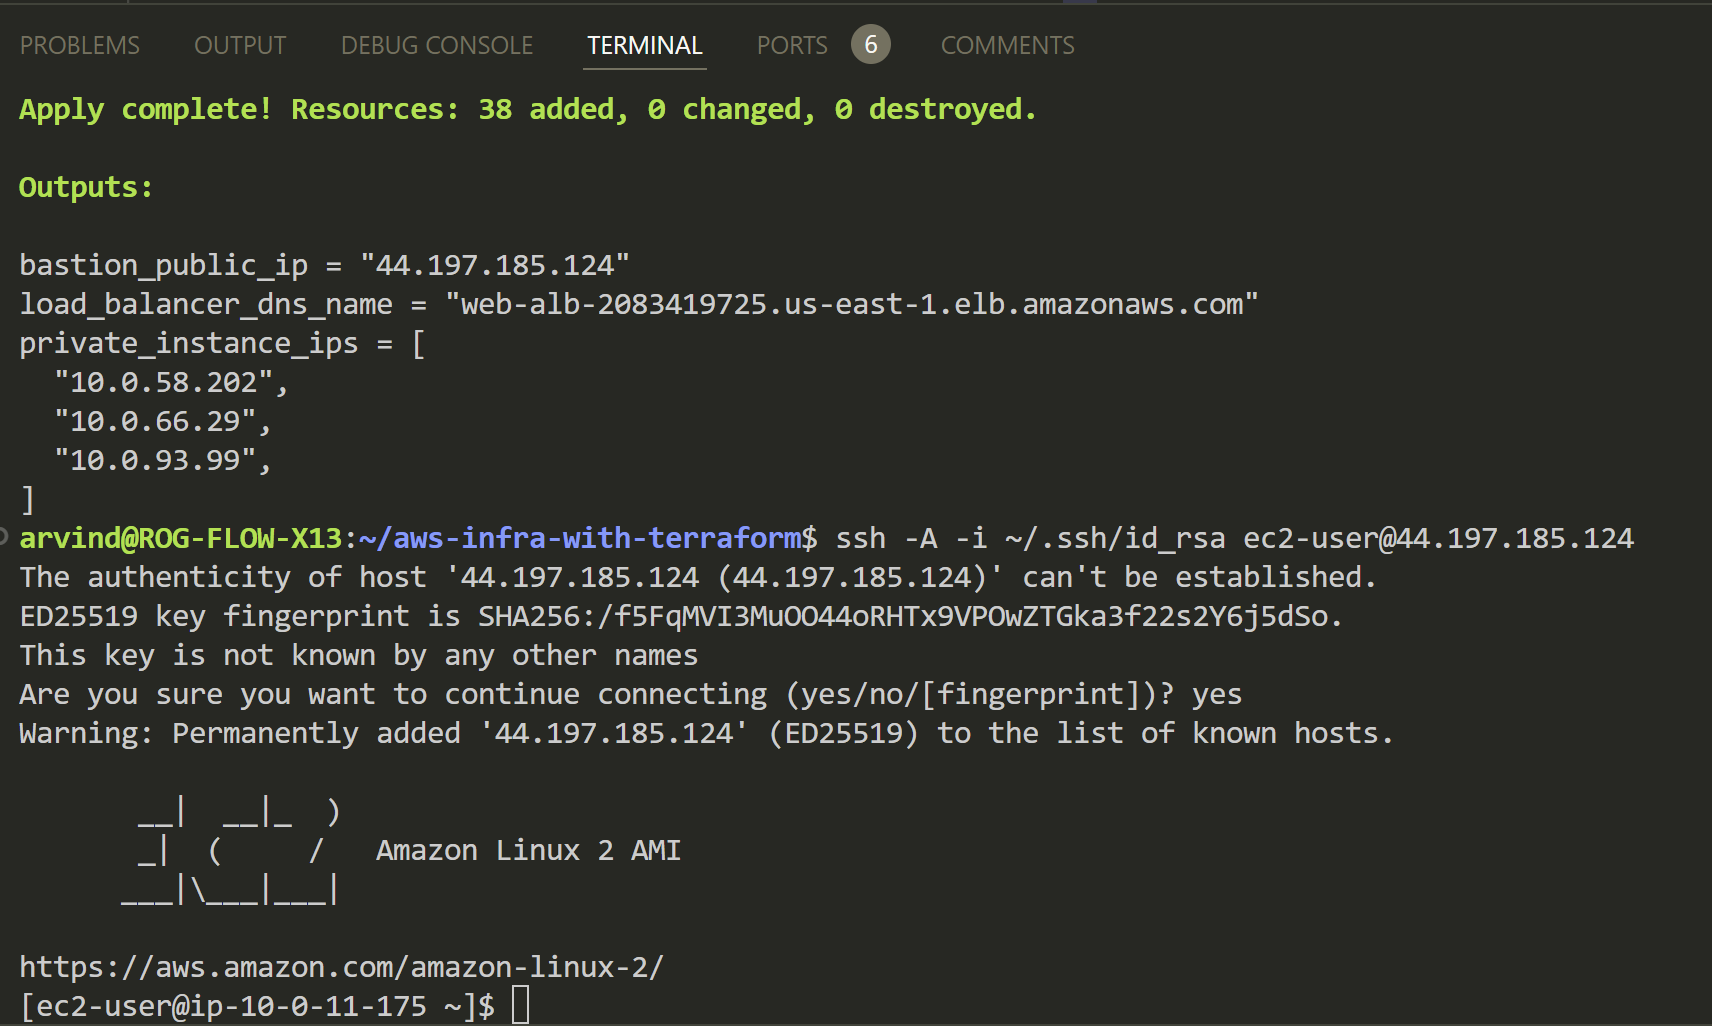 PROBLEMS OUTPUT DEBUG CONSOLE TERMINAL PORTS 6 COMMENTS
Apply complete! Resources: 38 added, 0 changed, 0 destroyed.
Outputs:
bastion_public_ip = "44.197.185.124"
load_balancer_dns_name = "web-alb-2083419725.us-east-1.elb.amazonaws.com"
private_instance_ips = [
  "10.0.58.202",
  "10.0.66.29",
  "10.0.93.99",
]
arvind@ROG-FLOW-X13:~/aws-infra-with-terraform$ ssh -A -i ~/.ssh/id_rsa ec2-user@44.197.185.124
The authenticity of host '44.197.185.124 (44.197.185.124)' can't be established.
ED25519 key fingerprint is SHA256:/f5FqMVI3MuOO44oRHTx9VPOwZTGka3f22s2Y6j5dSo.
This key is not known by any other names
Are you sure you want to continue connecting (yes/no/[fingerprint])? yes
Warning: Permanently added '44.197.185.124' (ED25519) to the list of known hosts.
       __|  __|_  )
       _|  (     /   Amazon Linux 2 AMI
      ___|\___|___|
https://aws.amazon.com/amazon-linux-2/
[ec2-user@ip-10-0-11-175 ~]$